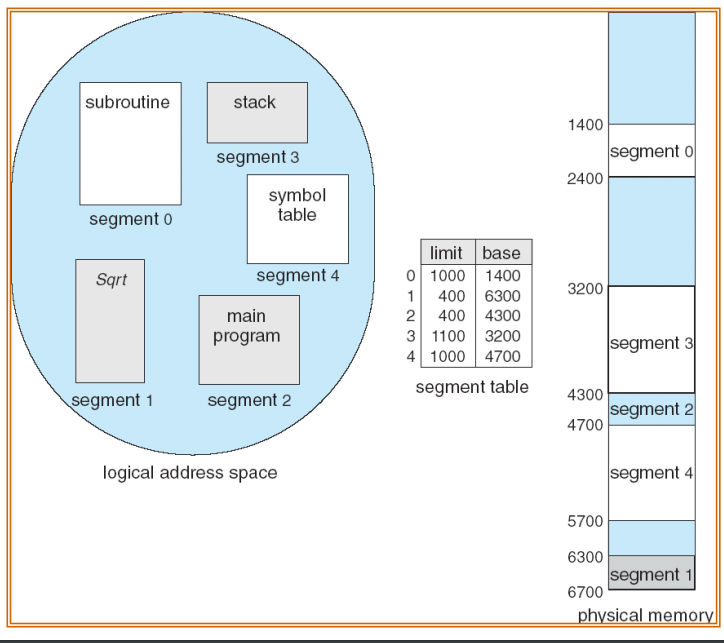 subroutine
segment 0
stack
segment 3
symbol
table
segment 4
Sqrt
segment 1
main
program
segment 2
logical address space
limit base
0 1000 1400
1 400 6300
2 400 4300
3 1100 3200
4 1000 4700
segment table
1400
segment 0
2400
3200
segment 3
4300
segment 2
4700
segment 4
5700
6300
segment 1
6700
physical memory